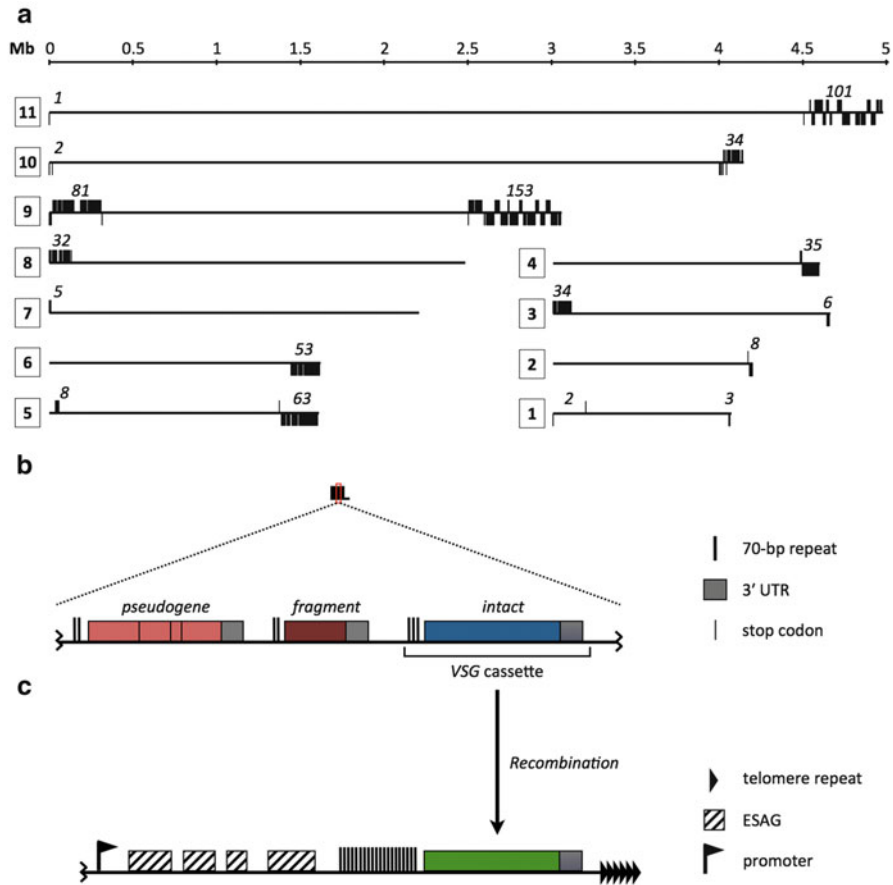 a
Mb 0 0.5 1 1.5 2 2.5 3 3.5 4 4.5 5
11 1 101
10 2 34
9 81 153
8 32
4 35
7 5
3 34 6
6 53
2 8
5 8 63
1 2 3
b
70-bp repeat
3' UTR
stop codon
pseudogene fragment intact
VSG cassette
c
Recombination
telomere repeat
ESAG
promoter